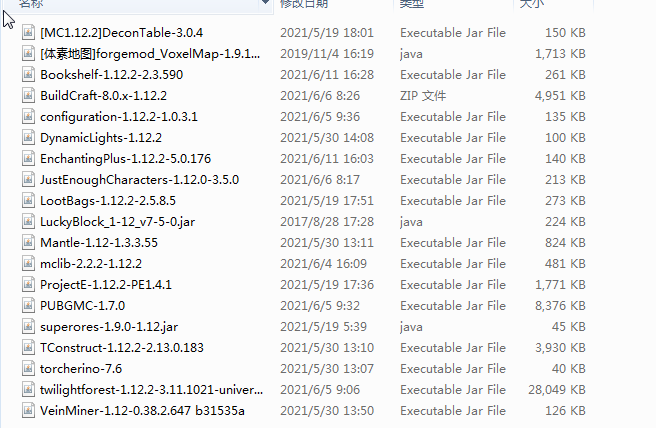 名称 修改日期 类型 大小
[MC1.12.2]DeconTable-3.0.4 2021/5/19 18:01 Executable Jar File 150 KB
[体素地图]forgemod_VoxelMap-1.9.1... 2019/11/4 16:19 java 1,713 KB
Bookshelf-1.12.2-2.3.590 2021/6/11 16:28 Executable Jar File 261 KB
BuildCraft-8.0.x-1.12.2 2021/6/6 8:26 ZIP 文件 4,951 KB
configuration-1.12.2-1.0.3.1 2021/6/5 9:36 Executable Jar File 135 KB
DynamicLights-1.12.2 2021/5/30 14:08 Executable Jar File 100 KB
EnchantingPlus-1.12.2-5.0.176 2021/6/11 16:03 Executable Jar File 140 KB
JustEnoughCharacters-1.12.0-3.5.0 2021/6/6 8:17 Executable Jar File 213 KB
LootBags-1.12.2-2.5.8.5 2021/5/19 17:51 Executable Jar File 273 KB
LuckyBlock_1-12_v7-5-0.jar 2017/8/28 17:28 java 224 KB
Mantle-1.12-1.3.3.55 2021/5/30 13:11 Executable Jar File 824 KB
mclib-2.2.2-1.12.2 2021/6/4 16:09 Executable Jar File 481 KB
ProjectE-1.12.2-PE1.4.1 2021/5/19 17:36 Executable Jar File 1,771 KB
PUBGMC-1.7.0 2021/6/5 9:32 Executable Jar File 8,376 KB
superores-1.9.0-1.12.jar 2021/5/19 5:39 java 45 KB
TConstruct-1.12.2-2.13.0.183 2021/5/30 13:10 Executable Jar File 3,930 KB
torcherino-7.6 2021/5/30 13:07 Executable Jar File 40 KB
twilightforest-1.12.2-3.11.1021-univer... 2021/6/5 9:06 Executable Jar File 28,049 KB
VeinMiner-1.12-0.38.2.647 b31535a 2021/5/30 13:50 Executable Jar File 126 KB